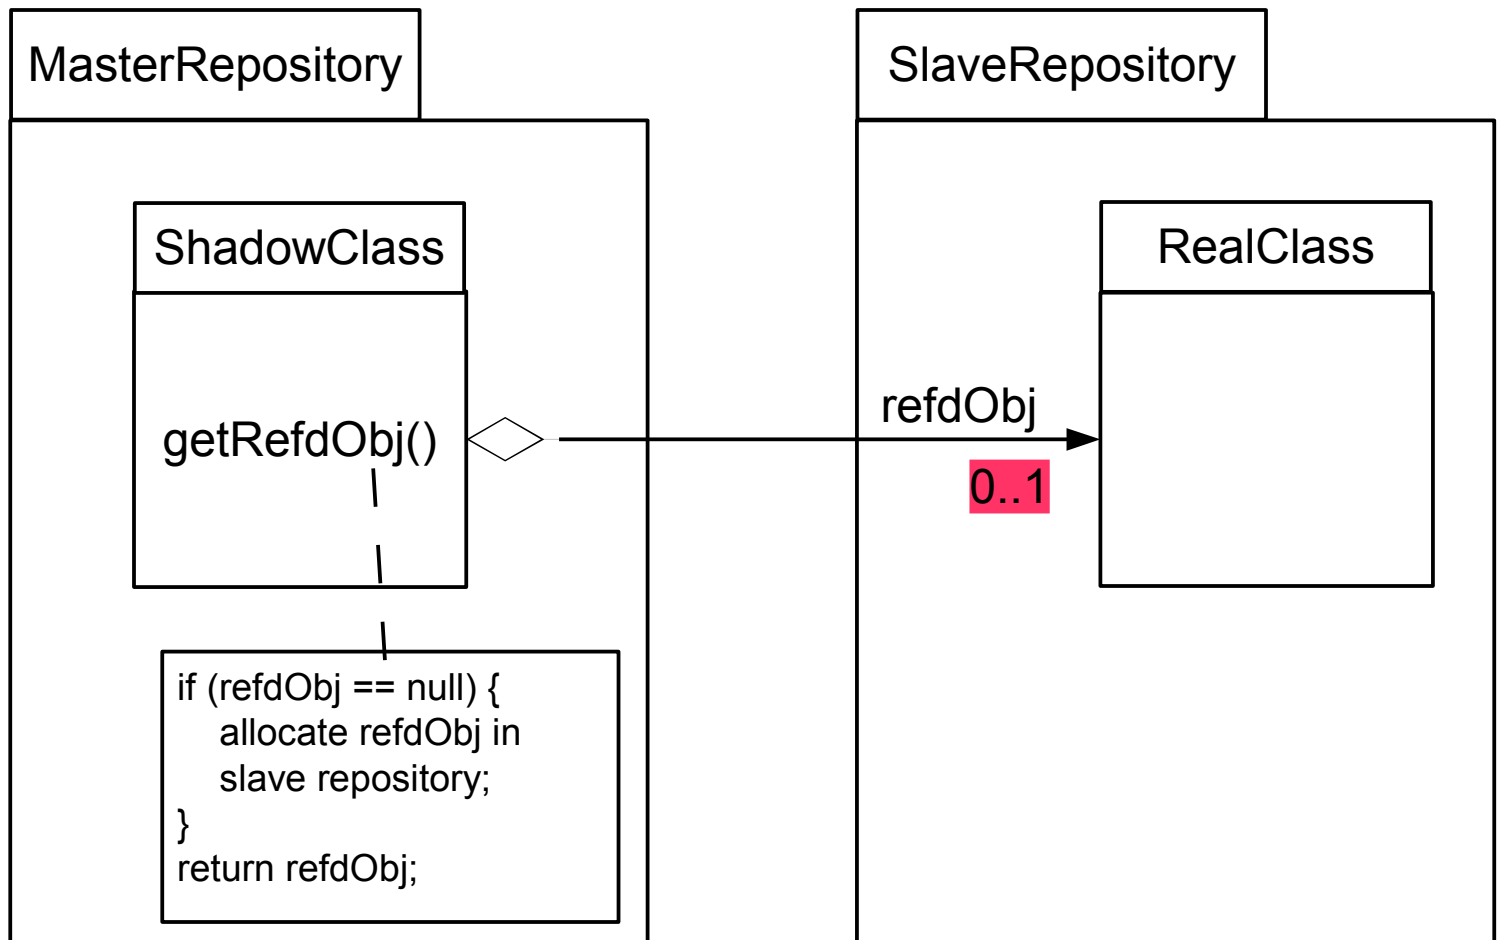 MasterRepository
SlaveRepository
ShadowClass
RealClass
getRefdObj()
refdObj
0..1
if (refdObj == null) {
allocate refdObj in
slave repository;
}
return refdObj;